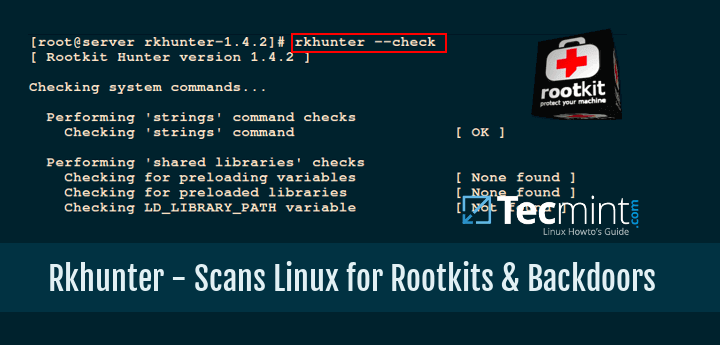 [root@server rkhunter-1.4.2]# rkhunter --check
[ Rootkit Hunter version 1.4.2 ]
Checking system commands...
Performing 'strings' command checks
Checking 'strings' command [ OK ]
Performing 'shared libraries' checks
Checking for preloading variables [ None found ]
Checking for preloaded libraries [ None found ]
Checking LD_LIBRARY_PATH variable [ Not found ]
rootkit
protect your machine
Tecmint.com
Linux Howto's Guide
Rkhunter - Scans Linux for Rootkits & Backdoors